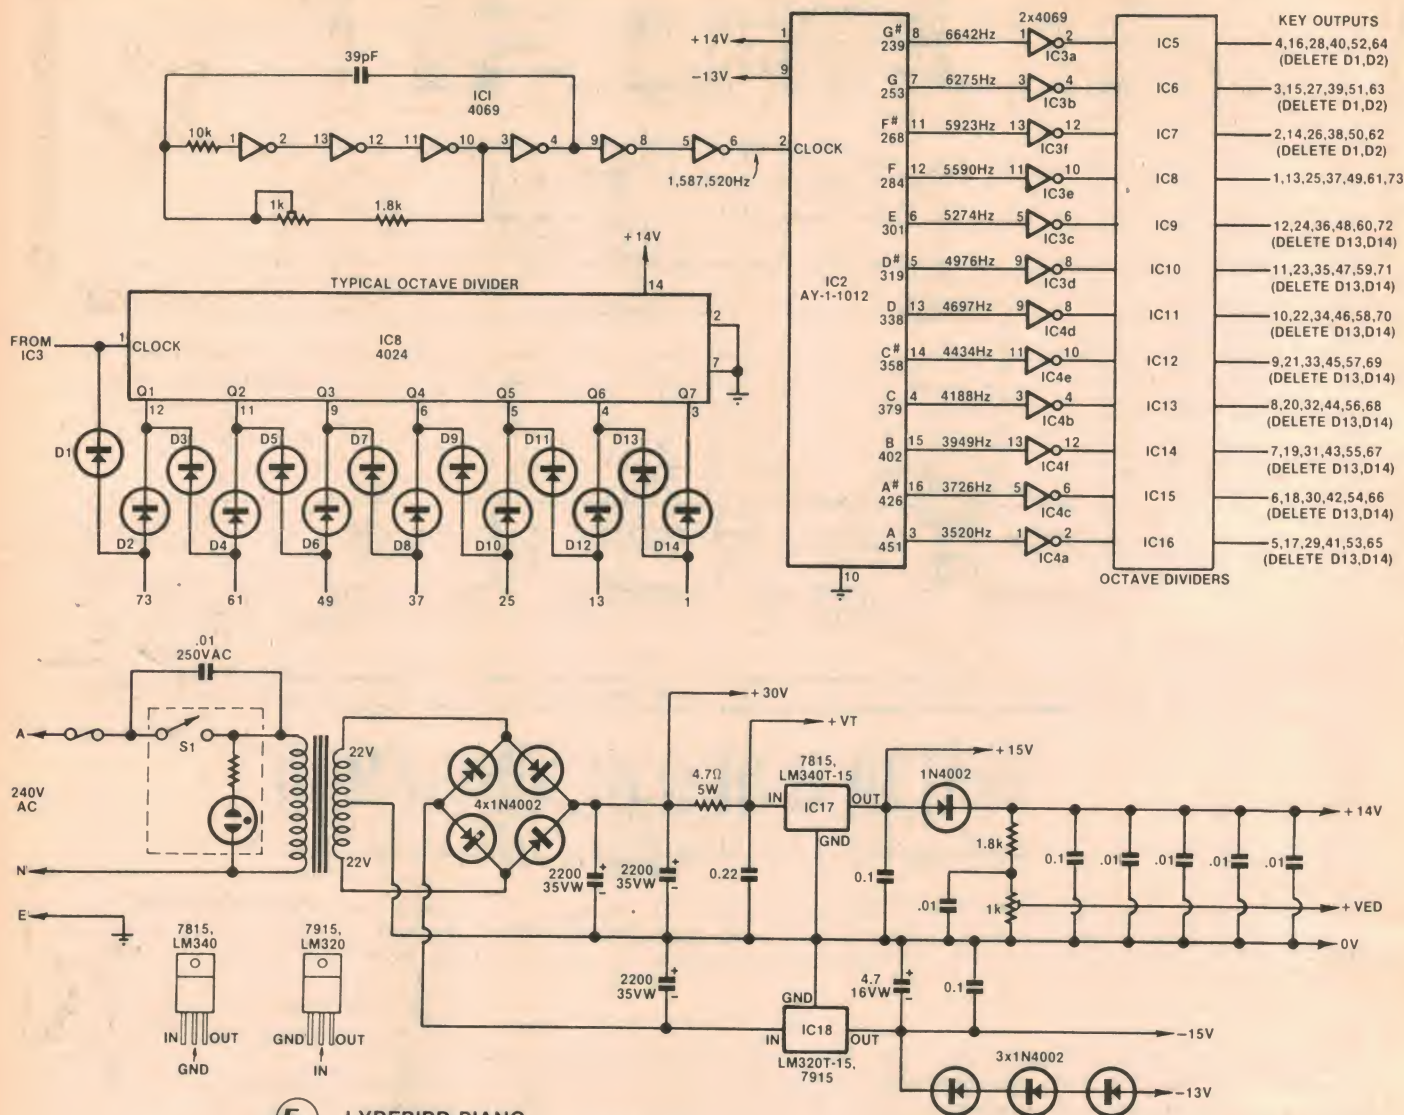 39pF
IC1
4069
10k
1
2
13
12
11
10
3
4
9
8
5
6
1,587,520Hz
1k
1.8k
+14V
-13V
1
9
2
CLOCK
IC2
AY-1-1012
10
G# 8 6642Hz
239
G 7 6275Hz
253
F# 11 5923Hz
268
F 12 5590Hz
284
E 6 5274Hz
301
D# 5 4976Hz
319
D 13 4697Hz
338
C# 14 4434Hz
358
C 4 4188Hz
379
B 15 3949Hz
402
A# 16 3726Hz
426
A 3 3520Hz
451
2x4069
1 2
IC3a
3 4
IC3b
13 12
IC3f
11 10
IC3e
5 6
IC3c
9 8
IC3d
9 8
IC4d
11 10
IC4e
3 4
IC4b
13 12
IC4f
5 6
IC4c
1 2
IC4a
IC5
IC6
IC7
IC8
IC9
IC10
IC11
IC12
IC13
IC14
IC15
IC16
OCTAVE DIVIDERS
KEY OUTPUTS
4,16,28,40,52,64
(DELETE D1,D2)
3,15,27,39,51,63
(DELETE D1,D2)
2,14,26,38,50,62
(DELETE D1,D2)
1,13,25,37,49,61,73
12,24,36,48,60,72
(DELETE D13,D14)
11,23,35,47,59,71
(DELETE D13,D14)
10,22,34,46,58,70
(DELETE D13,D14)
9,21,33,45,57,69
(DELETE D13,D14)
8,20,32,44,56,68
(DELETE D13,D14)
7,19,31,43,55,67
(DELETE D13,D14)
6,18,30,42,54,66
(DELETE D13,D14)
5,17,29,41,53,65
(DELETE D13,D14)
TYPICAL OCTAVE DIVIDER
+14V
14
FROM
IC3
1
CLOCK
IC8
4024
2
7
Q1 Q2 Q3 Q4 Q5 Q6 Q7
12 11 9 6 5 4 3
D1 D3 D5 D7 D9 D11 D13
D2 D4 D6 D8 D10 D12 D14
73 61 49 37 25 13 1
.01
250VAC
A
S1
240V
AC
N
E
22V
22V
4x1N4002
2200
35VW
2200
35VW
2200
35VW
+30V
4.7Ω
5W
+VT
0.22
7815,
LM340T-15
IN IC17 OUT
GND
+15V
0.1
1N4002
1.8k
.01
1k
0.1
.01
.01
.01
.01
+14V
+VED
0V
GND
IN IC18 OUT
LM320T-15,
7915
4.7
16VW
0.1
-15V
3x1N4002
-13V
7815,
LM340
IN OUT
GND
7915,
LM320
GND OUT
IN
LYREBIRD PIANO